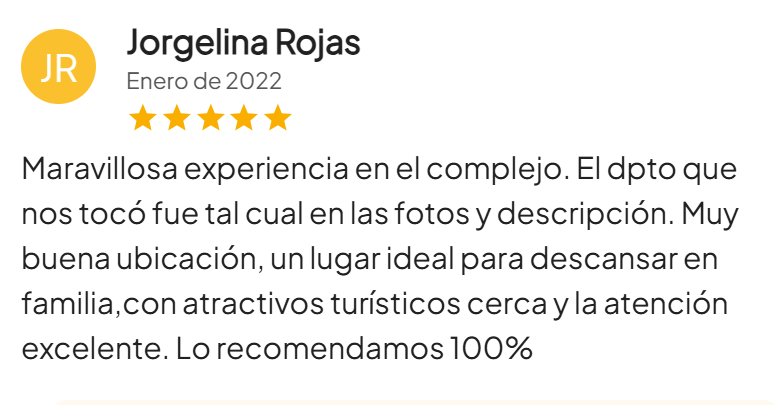 JR
Jorgelina Rojas
Enero de 2022
Maravillosa experiencia en el complejo. El dpto que
nos tocó fue tal cual en las fotos y descripción. Muy
buena ubicación, un lugar ideal para descansar en
familia,con atractivos turísticos cerca y la atención
excelente. Lo recomendamos 100%